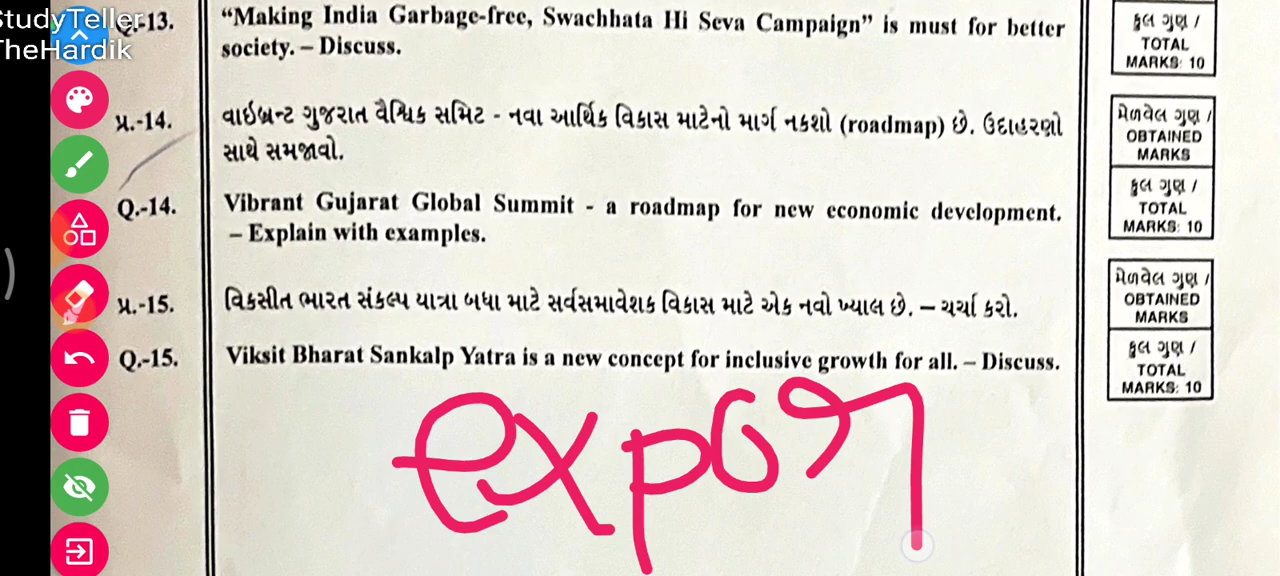 StudyTeller
TheHardik
Q.-13.
"Making India Garbage-free, Swachhata Hi Seva Campaign" is must for better
society. – Discuss.
કુલ ગુણ /
TOTAL
MARKS: 10
પ્ર.-14.
વાઇબ્રન્ટ ગુજરાત વૈશ્વિક સમિટ - નવા આર્થિક વિકાસ માટેનો માર્ગ નકશો (roadmap) છે. ઉદાહરણો
સાથે સમજાવો.
મેળવેલ ગુણ /
OBTAINED
MARKS
Q.-14.
Vibrant Gujarat Global Summit - a roadmap for new economic development.
– Explain with examples.
કુલ ગુણ /
TOTAL
MARKS: 10
પ્ર.-15.
વિકસીત ભારત સંકલ્પ યાત્રા બધા માટે સર્વસમાવેશક વિકાસ માટે એક નવો ખ્યાલ છે. – ચર્ચા કરો.
મેળવેલ ગુણ /
OBTAINED
MARKS
Q.-15.
Viksit Bharat Sankalp Yatra is a new concept for inclusive growth for all. – Discuss.
કુલ ગુણ /
TOTAL
MARKS: 10